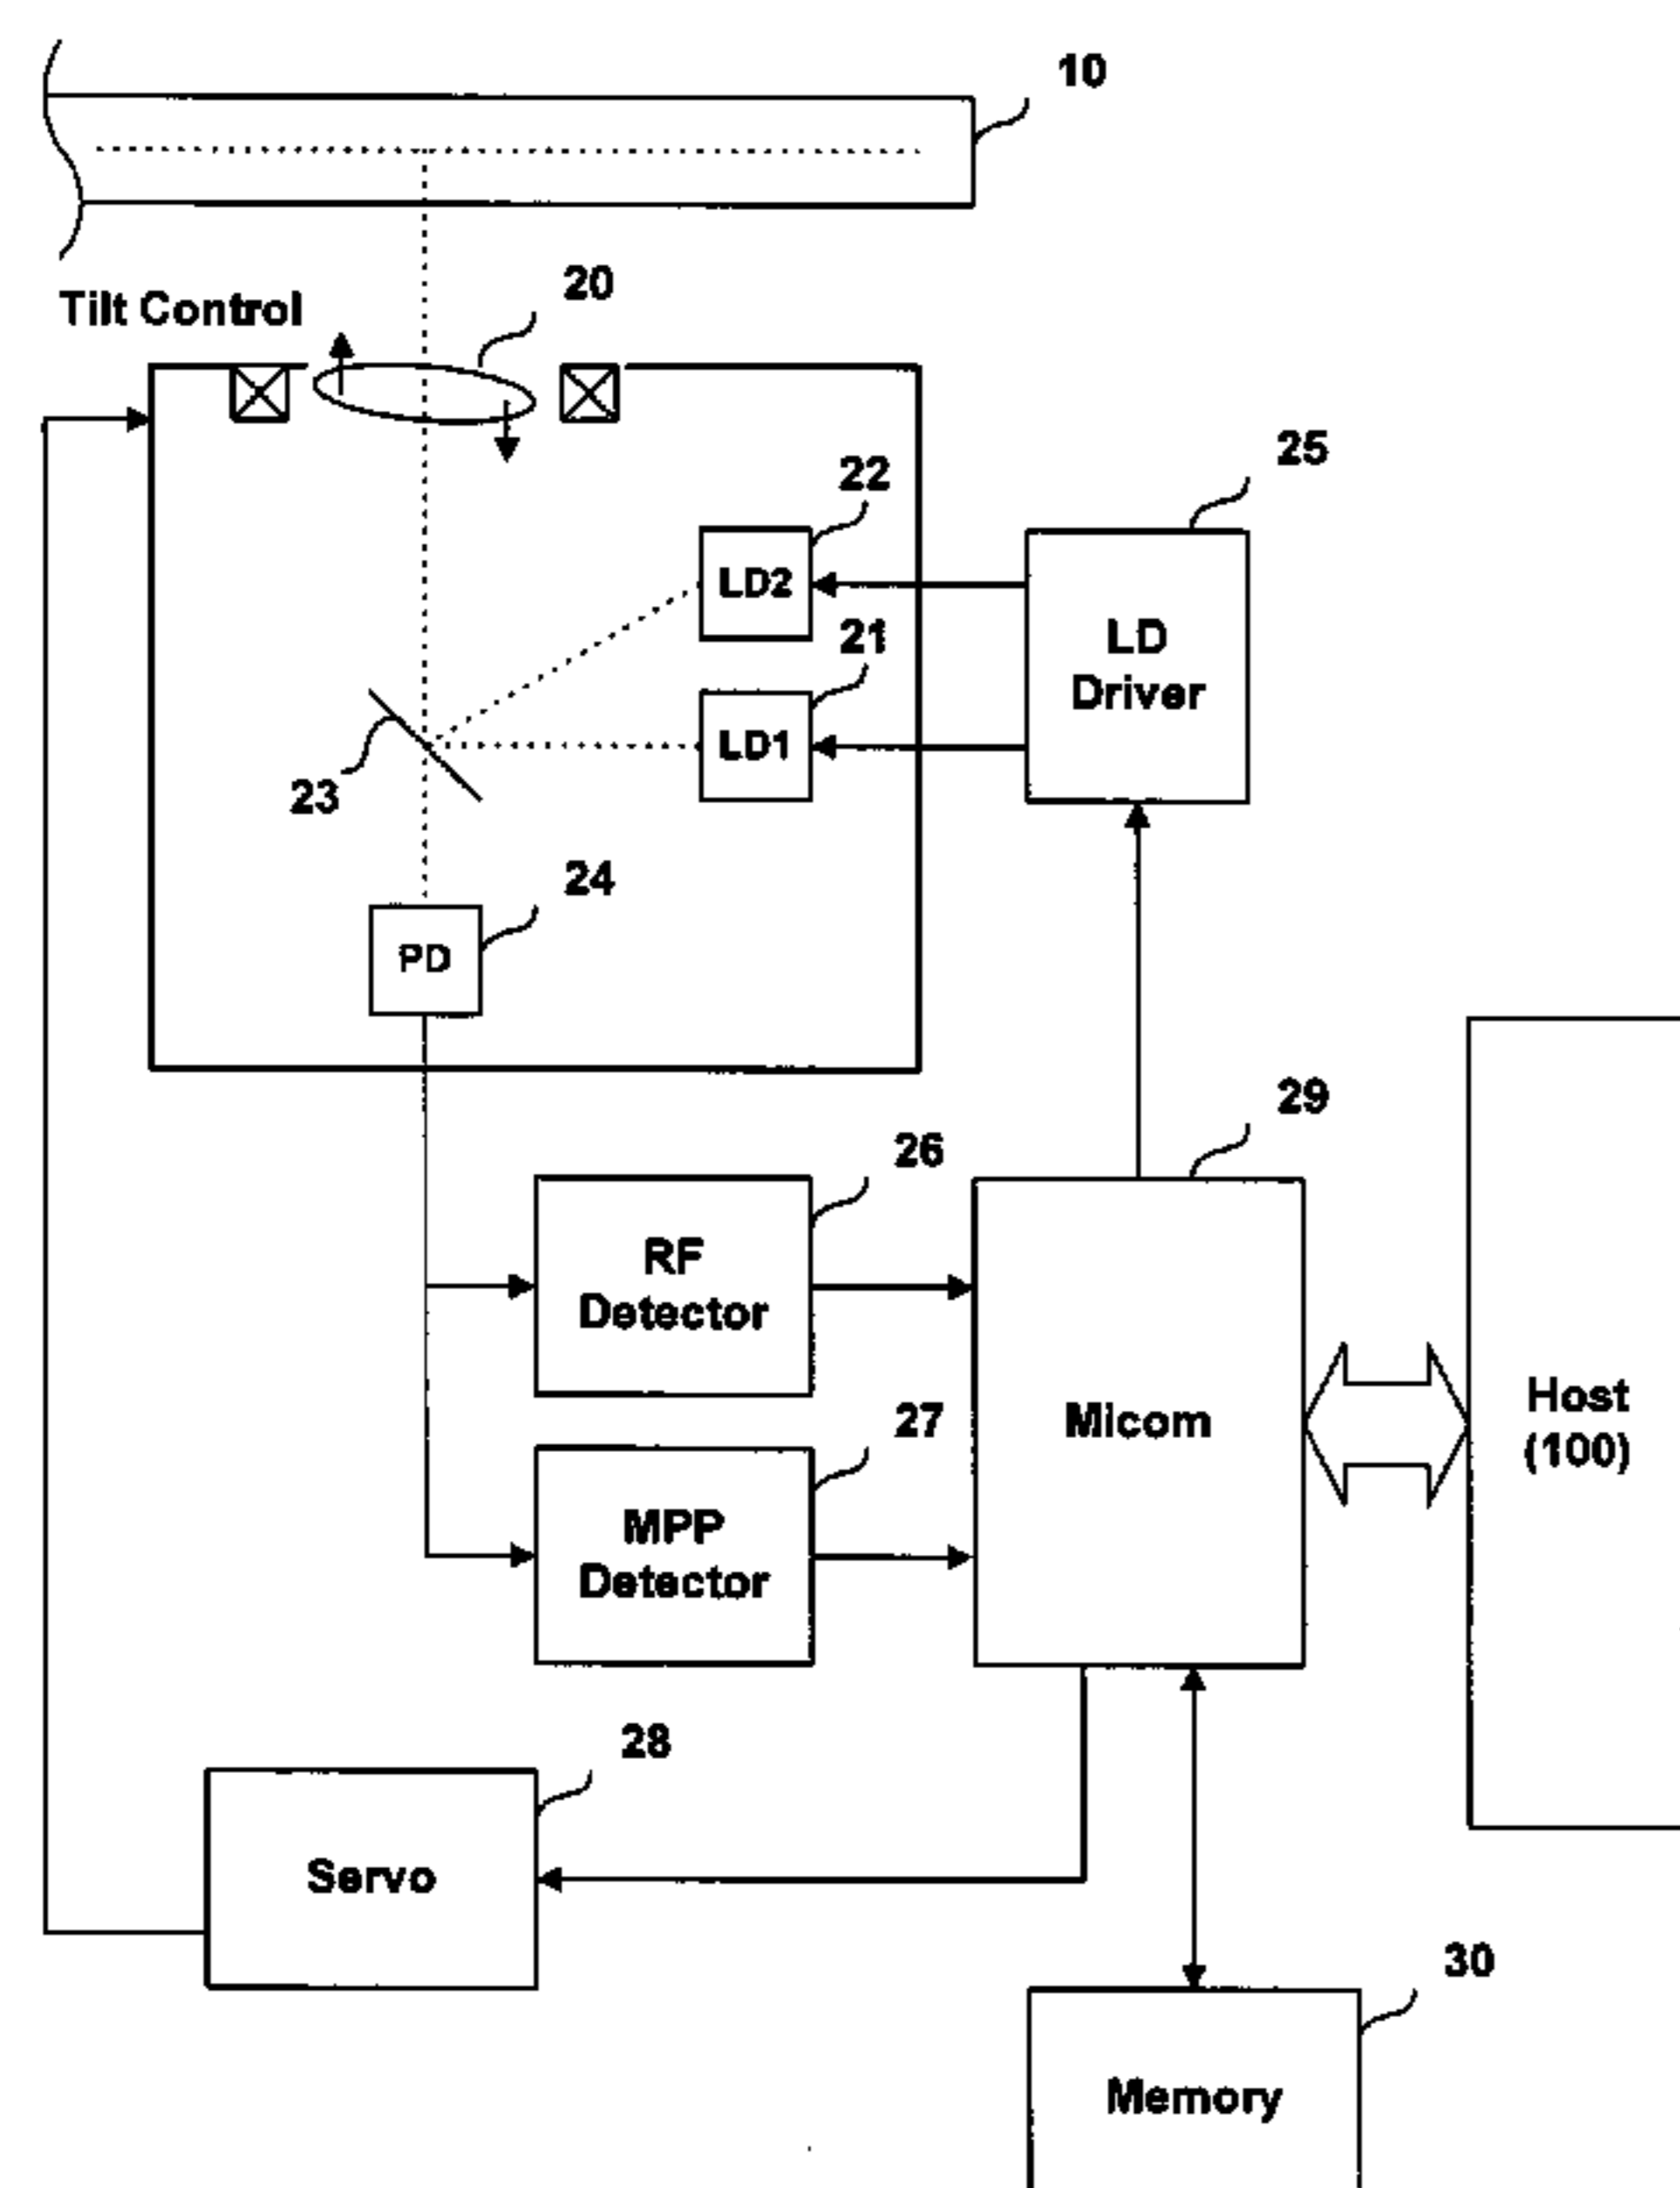 10
Tilt Control
20
22
25
LD2
21
LD
Driver
LD1
23
24
PD
29
26
RF
Detector
27
Micom
Host
(100)
MPP
Detector
28
Servo
30
Memory